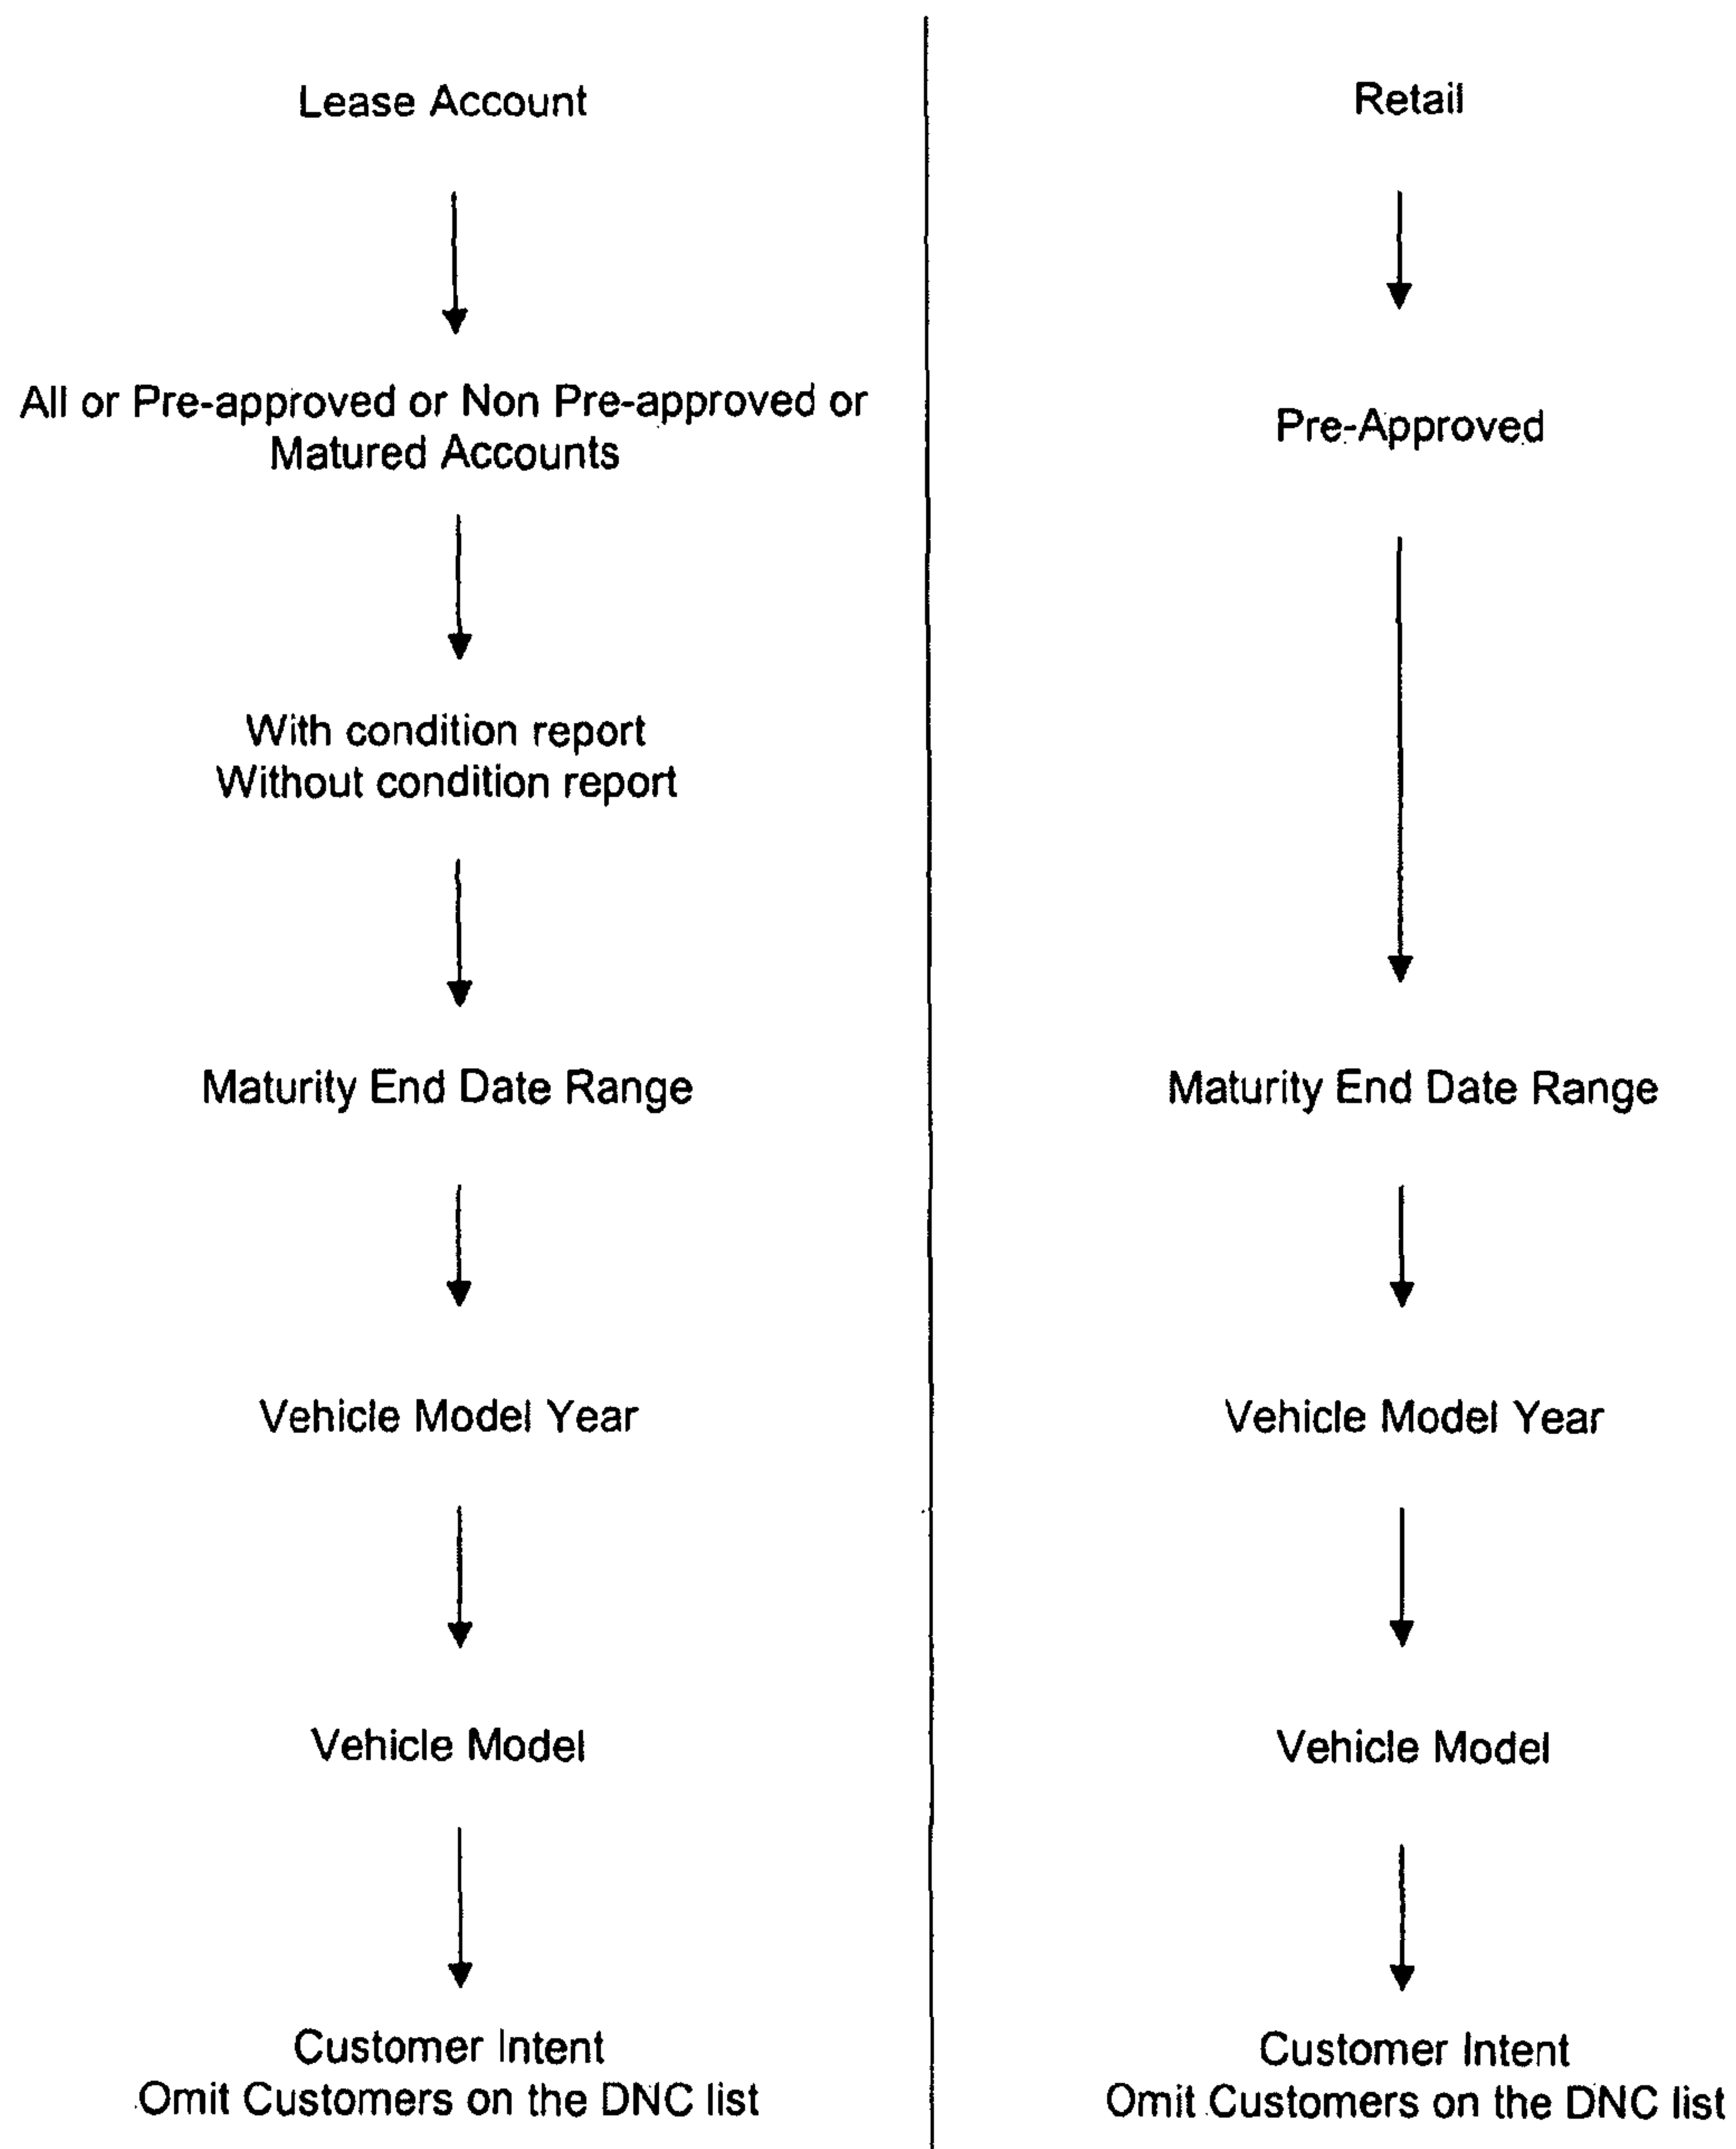 Lease Account
All or Pre-approved or Non Pre-approved or
Matured Accounts
With condition report
Without condition report
Maturity End Date Range
Vehicle Model Year
Vehicle Model
Customer Intent
Omit Customers on the DNC list
Retail
Pre-Approved
Maturity End Date Range
Vehicle Model Year
Vehicle Model
Customer Intent
Omit Customers on the DNC list